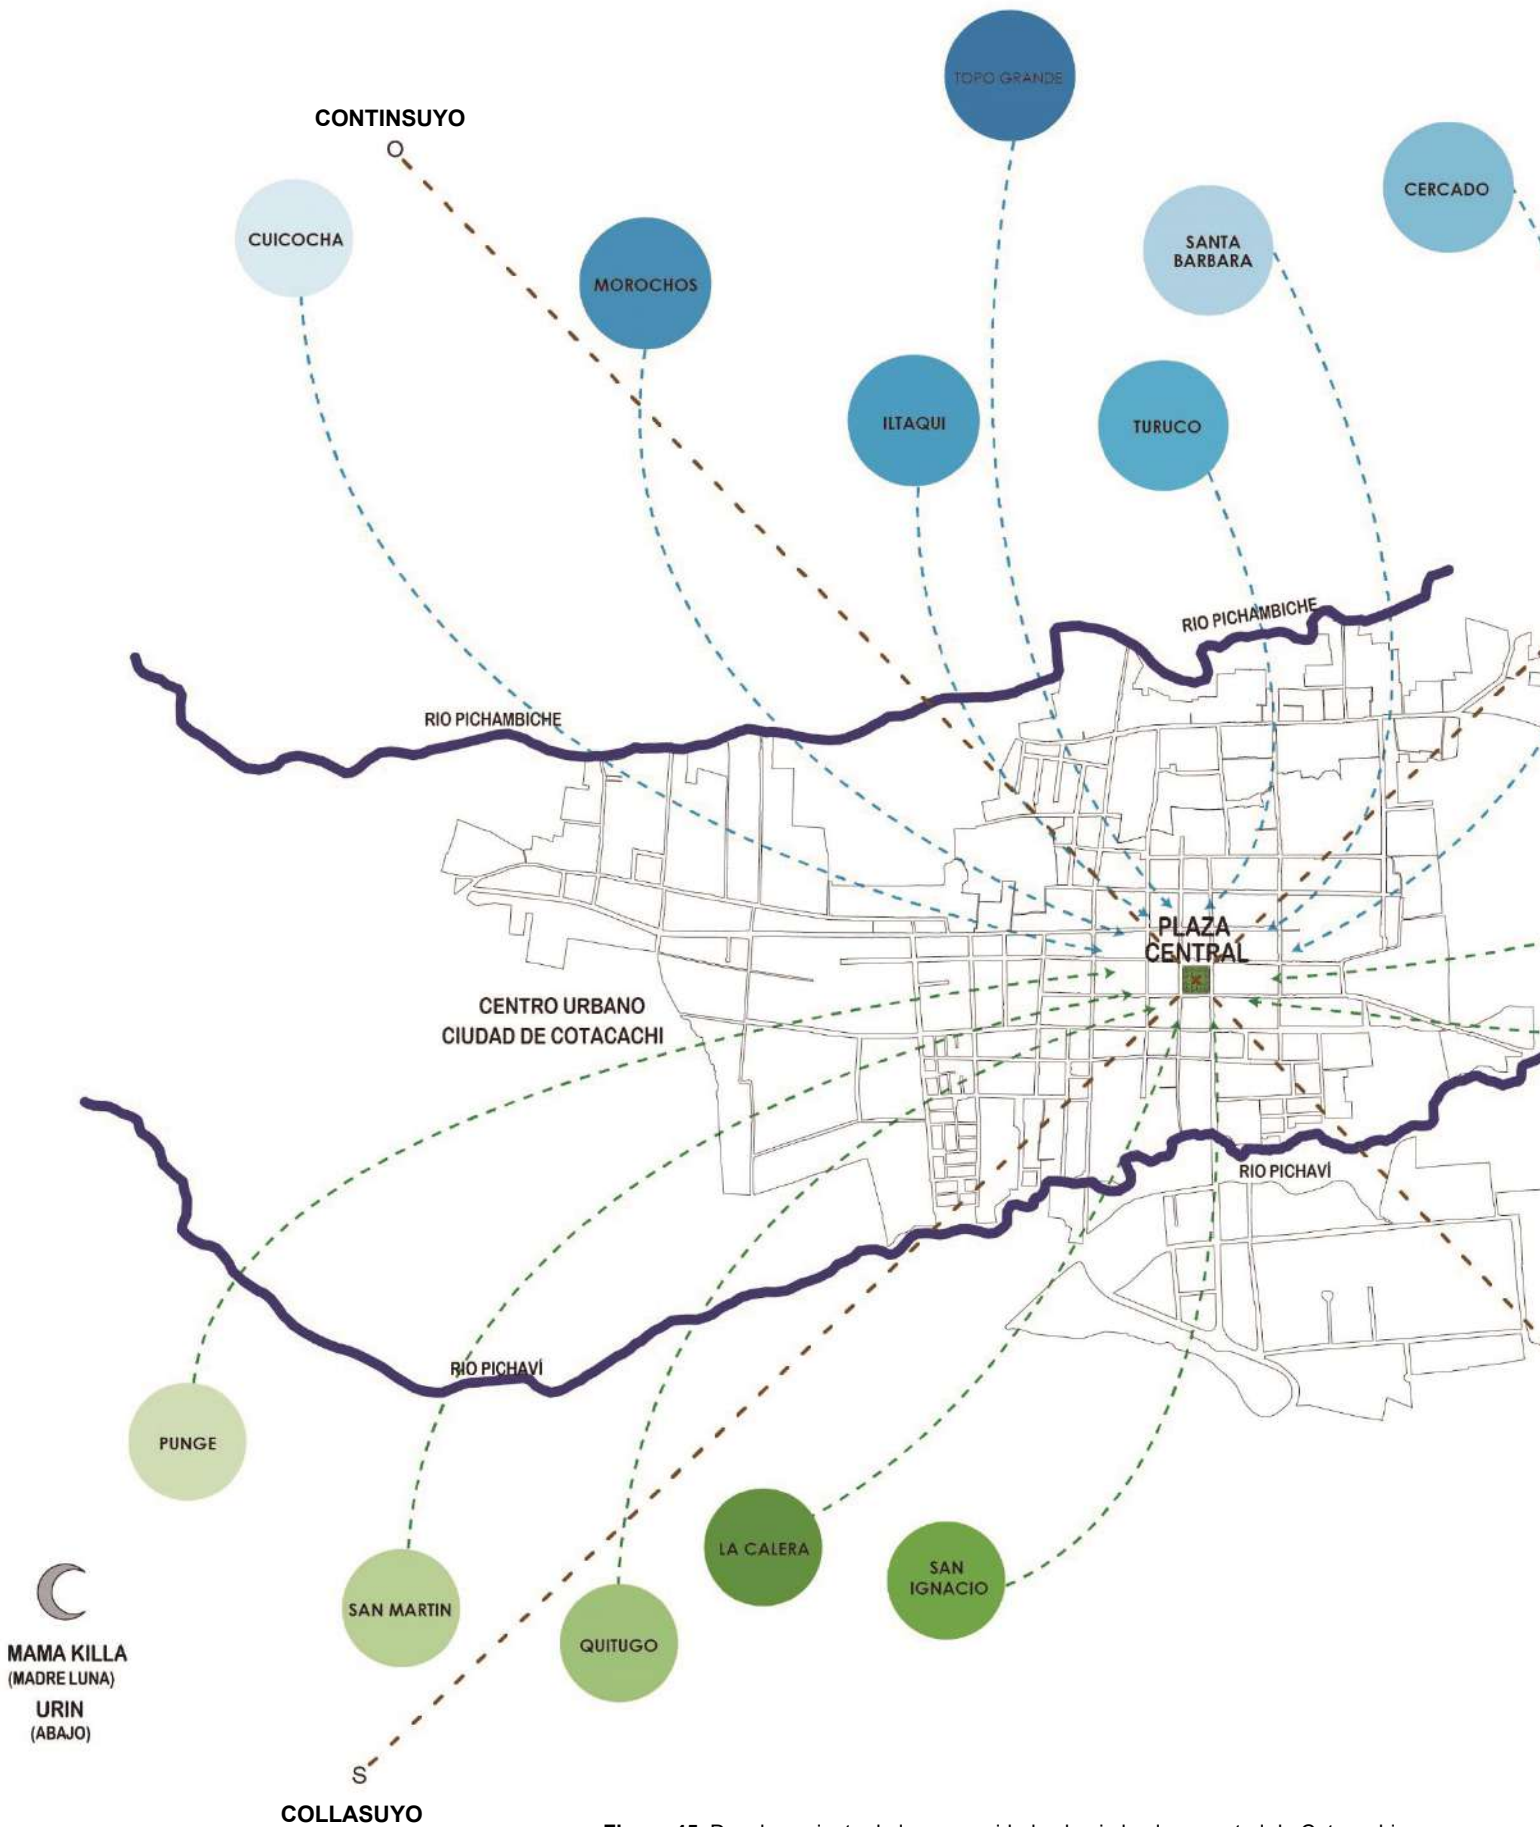 TOPO GRANDE
CONTINSUYO
O
CUICOCHA
MOROCHOS
CERCADO
SANTA
BARBARA
ILTAQUI
TURUCO
RIO PICHAMBICHE
RIO PICHAMBICHE
PLAZA
CENTRAL
CENTRO URBANO
CIUDAD DE COTACACHI
RIO PICHAVÍ
RIO PICHAVÍ
PUNGE
LA CALERA
SAN
IGNACIO
SAN MARTIN
QUITUGO
MAMA KILLA
(MADRE LUNA)
URIN
(ABAJO)
S
COLLASUYO